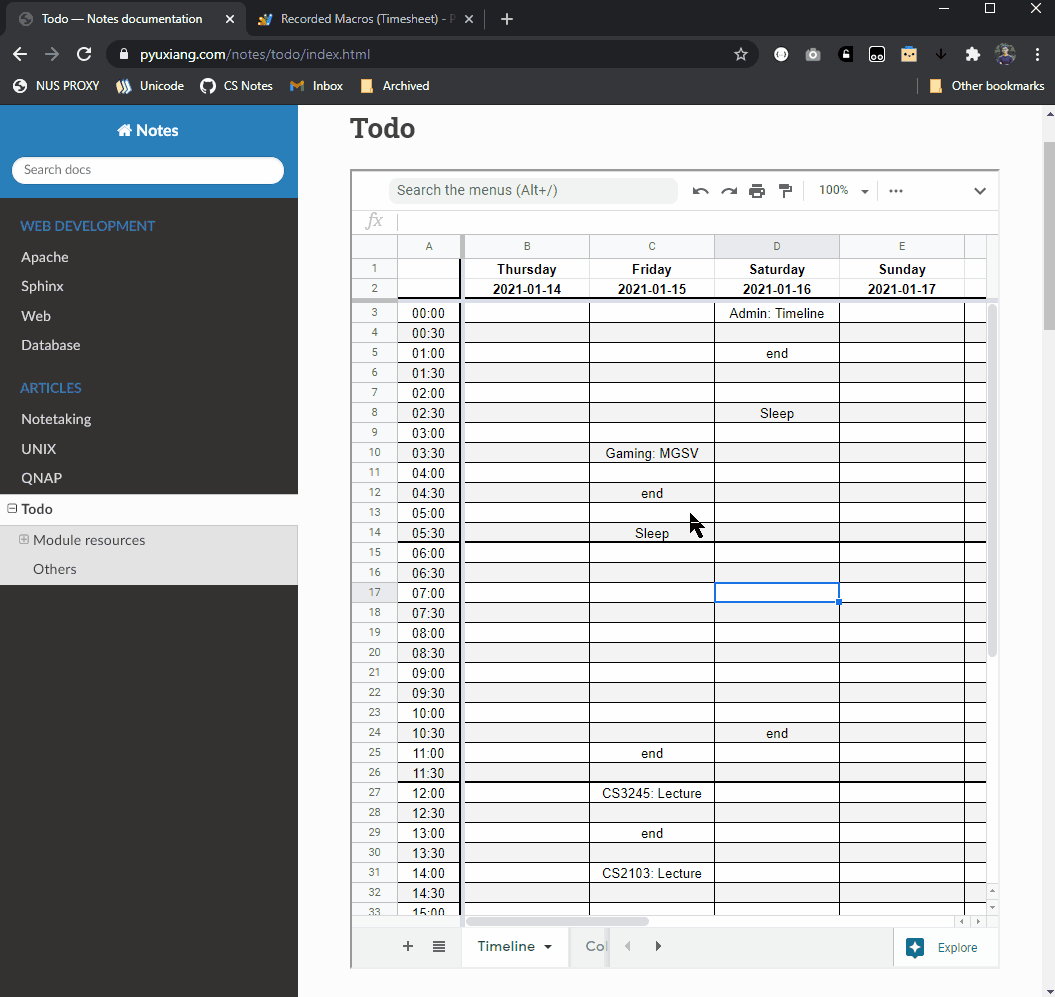 Todo — Notes documentation
Recorded Macros (Timesheet) - P
pyuxiang.com/notes/todo/index.html
NUS PROXY Unicode CS Notes Inbox Archived Other bookmarks
Notes
Search docs
WEB DEVELOPMENT
Apache
Sphinx
Web
Database
ARTICLES
Notetaking
UNIX
QNAP
Todo
Module resources
Others
Todo
Search the menus (Alt+/) 100%
fx
A B C D E
1 Thursday Friday Saturday Sunday
2 2021-01-14 2021-01-15 2021-01-16 2021-01-17
3 00:00 Admin: Timeline
4 00:30
5 01:00 end
6 01:30
7 02:00
8 02:30 Sleep
9 03:00
10 03:30 Gaming: MGSV
11 04:00
12 04:30 end
13 05:00
14 05:30 Sleep
15 06:00
16 06:30
17 07:00
18 07:30
19 08:00
20 08:30
21 09:00
22 09:30
23 10:00
24 10:30 end
25 11:00 end
26 11:30
27 12:00 CS3245: Lecture
28 12:30
29 13:00 end
30 13:30
31 14:00 CS2103: Lecture
32 14:30
33 15:00
Timeline Col Explore